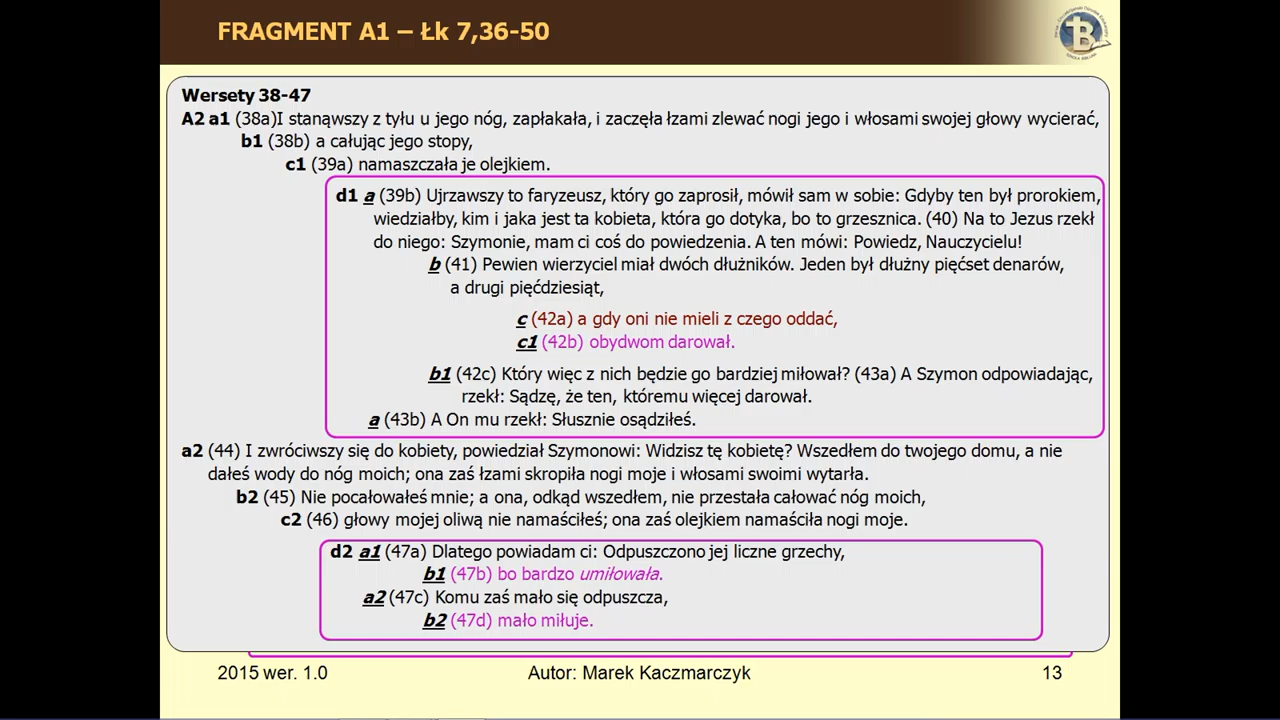 FRAGMENT A1 – Łk 7,36-50
Wersety 38-47
A2 a1 (38a)I stanąwszy z tyłu u jego nóg, zapłakała, i zaczęła łzami zlewać nogi jego i włosami swojej głowy wycierać,
b1 (38b) a całując jego stopy,
c1 (39a) namaszczała je olejkiem.
d1 a (39b) Ujrzawszy to faryzeusz, który go zaprosił, mówił sam w sobie: Gdyby ten był prorokiem,
wiedziałby, kim i jaka jest ta kobieta, która go dotyka, bo to grzesznica. (40) Na to Jezus rzekł
do niego: Szymonie, mam ci coś do powiedzenia. A ten mówi: Powiedz, Nauczycielu!
b (41) Pewien wierzyciel miał dwóch dłużników. Jeden był dłużny pięćset denarów,
a drugi pięćdziesiąt,
c (42a) a gdy oni nie mieli z czego oddać,
c1 (42b) obydwom darował.
b1 (42c) Który więc z nich będzie go bardziej miłował? (43a) A Szymon odpowiadając,
rzekł: Sądzę, że ten, któremu więcej darował.
a (43b) A On mu rzekł: Słusznie osądziłeś.
a2 (44) I zwróciwszy się do kobiety, powiedział Szymonowi: Widzisz tę kobietę? Wszedłem do twojego domu, a nie
dałeś wody do nóg moich; ona zaś łzami skropiła nogi moje i włosami swoimi wytarła.
b2 (45) Nie pocałowałeś mnie; a ona, odkąd wszedłem, nie przestała całować nóg moich,
c2 (46) głowy mojej oliwą nie namaściłeś; ona zaś olejkiem namaściła nogi moje.
d2 a1 (47a) Dlatego powiadam ci: Odpuszczono jej liczne grzechy,
b1 (47b) bo bardzo umiłowała.
a2 (47c) Komu zaś mało się odpuszcza,
b2 (47d) mało miłuje.
2015 wer. 1.0
Autor: Marek Kaczmarczyk
13